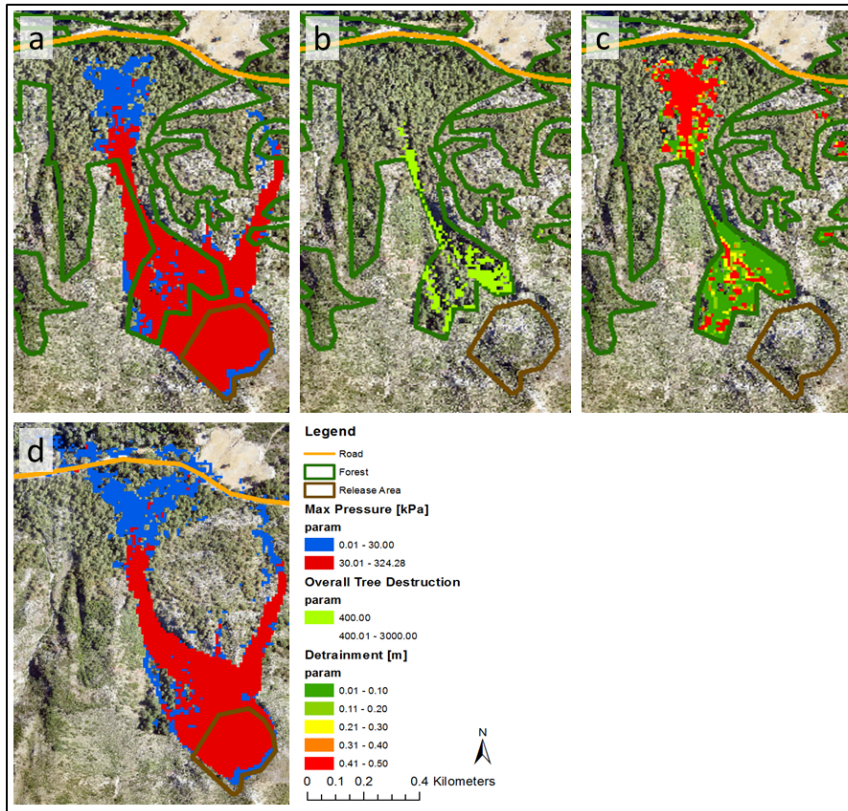 a
b
c
d
Legend
Road
Forest
Release Area
Max Pressure [kPa]
param
0.01 - 30.00
30.01 - 324.28
Overall Tree Destruction
param
400.00
400.01 - 3000.00
Detrainment [m]
param
0.01 - 0.10
0.11 - 0.20
0.21 - 0.30
0.31 - 0.40
0.41 - 0.50
N
0 0.1 0.2 0.4 Kilometers